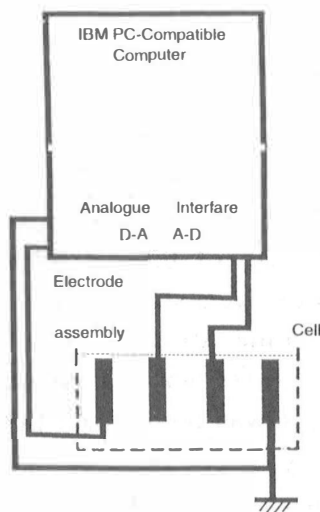 IBM PC-Compatible
Computer
Analogue Interfare
D-A A-D
Electrode
assembly
Cell